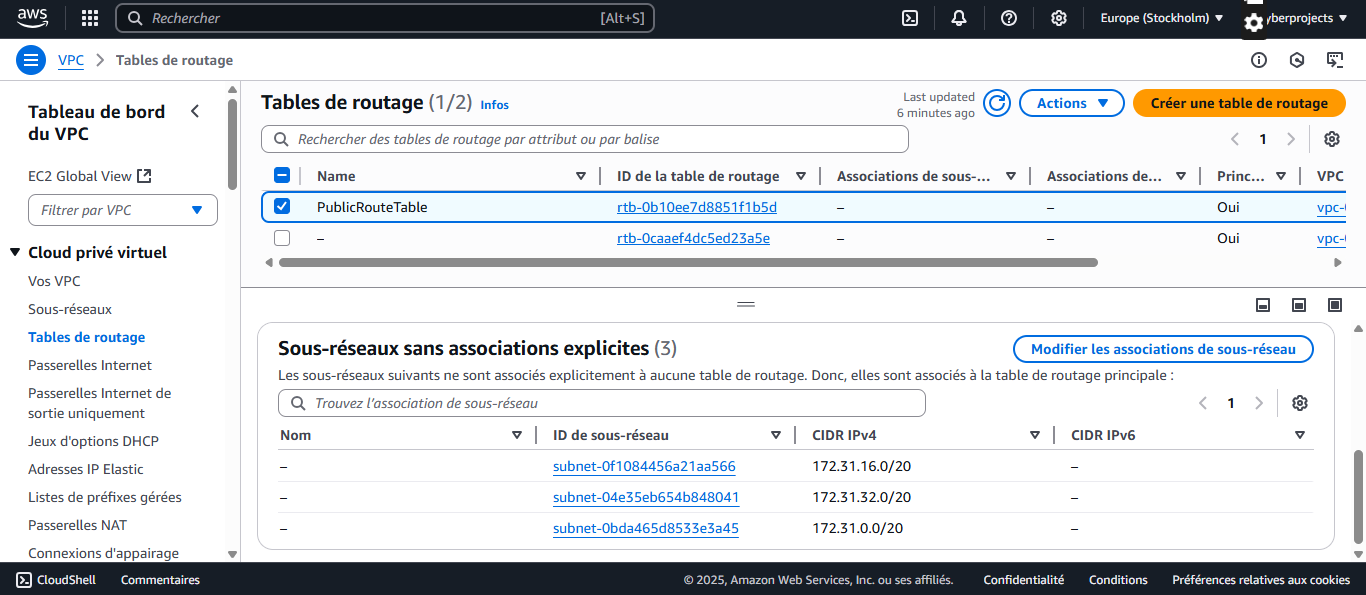 aws
Rechercher [Alt+S] Europe (Stockholm) yberprojects
VPC Tables de routage
Tableau de bord du VPC
EC2 Global View
Filtrer par VPC
Cloud privé virtuel
Vos VPC
Sous-réseaux
Tables de routage
Passerelles Internet
Passerelles Internet de
sortie uniquement
Jeux d'options DHCP
Adresses IP Elastic
Listes de préfixes gérées
Passerelles NAT
Connexions d'appairage
Tables de routage (1/2) Infos
Last updated
6 minutes ago
Actions
Créer une table de routage
Rechercher des tables de routage par attribut ou par balise
1
Name ID de la table de routage Associations de sous-... Associations de... Princ... VPC
PublicRouteTable rtb-0b10ee7d8851f1b5d – – Oui vpc-
– rtb-0caaef4dc5ed23a5e – – Oui vpc-
Sous-réseaux sans associations explicites (3)
Modifier les associations de sous-réseau
Les sous-réseaux suivants ne sont associés explicitement à aucune table de routage. Donc, elles sont associés à la table de routage principale :
Trouvez l'association de sous-réseau
1
Nom ID de sous-réseau CIDR IPv4 CIDR IPv6
– subnet-0f1084456a21aa566 172.31.16.0/20 –
– subnet-04e35eb654b848041 172.31.32.0/20 –
– subnet-0bda465d8533e3a45 172.31.0.0/20 –
CloudShell Commentaires © 2025, Amazon Web Services, Inc. ou ses affiliés. Confidentialité Conditions Préférences relatives aux cookies